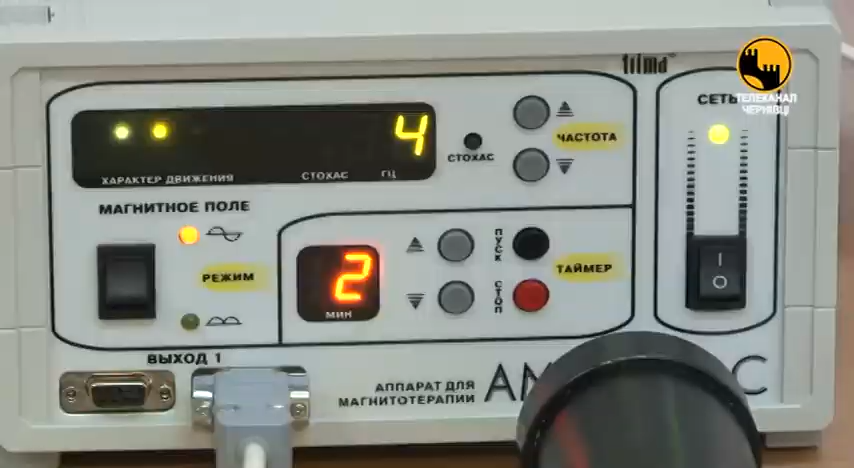 trima
ТЕЛЕКАНАЛ
ЧЕРНІВЦІ
СЕТЬ
4
ХАРАКТЕР ДВИЖЕНИЯ
СТОХАС
ГЦ
СТОХАС
ЧАСТОТА
МАГНИТНОЕ ПОЛЕ
РЕЖИМ
2
МИН
ПУСК
СТОП
ТАЙМЕР
I
O
ВЫХОД 1
АППАРАТ ДЛЯ
МАГНИТОТЕРАПИИ